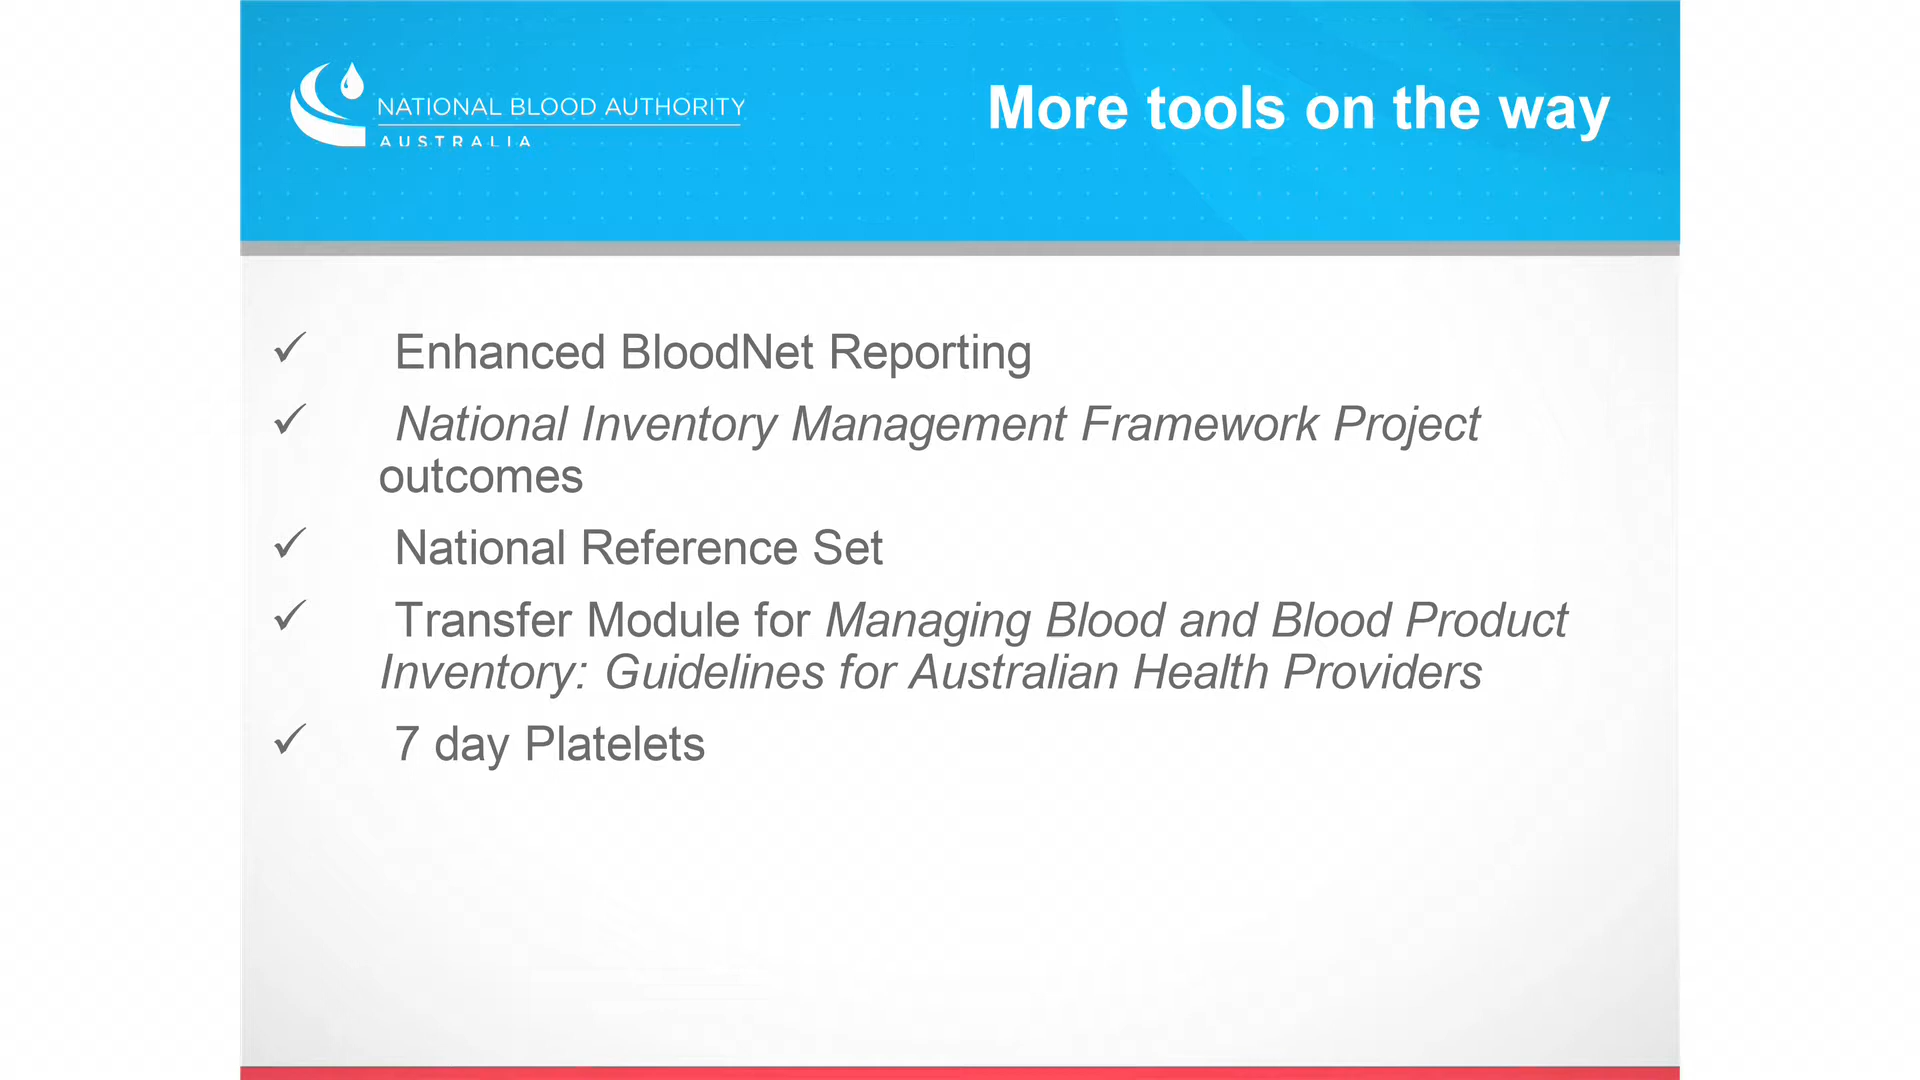 NATIONAL BLOOD AUTHORITY
AUSTRALIA
More tools on the way
✓ Enhanced BloodNet Reporting
✓ National Inventory Management Framework Project
outcomes
✓ National Reference Set
✓ Transfer Module for Managing Blood and Blood Product
Inventory: Guidelines for Australian Health Providers
✓ 7 day Platelets